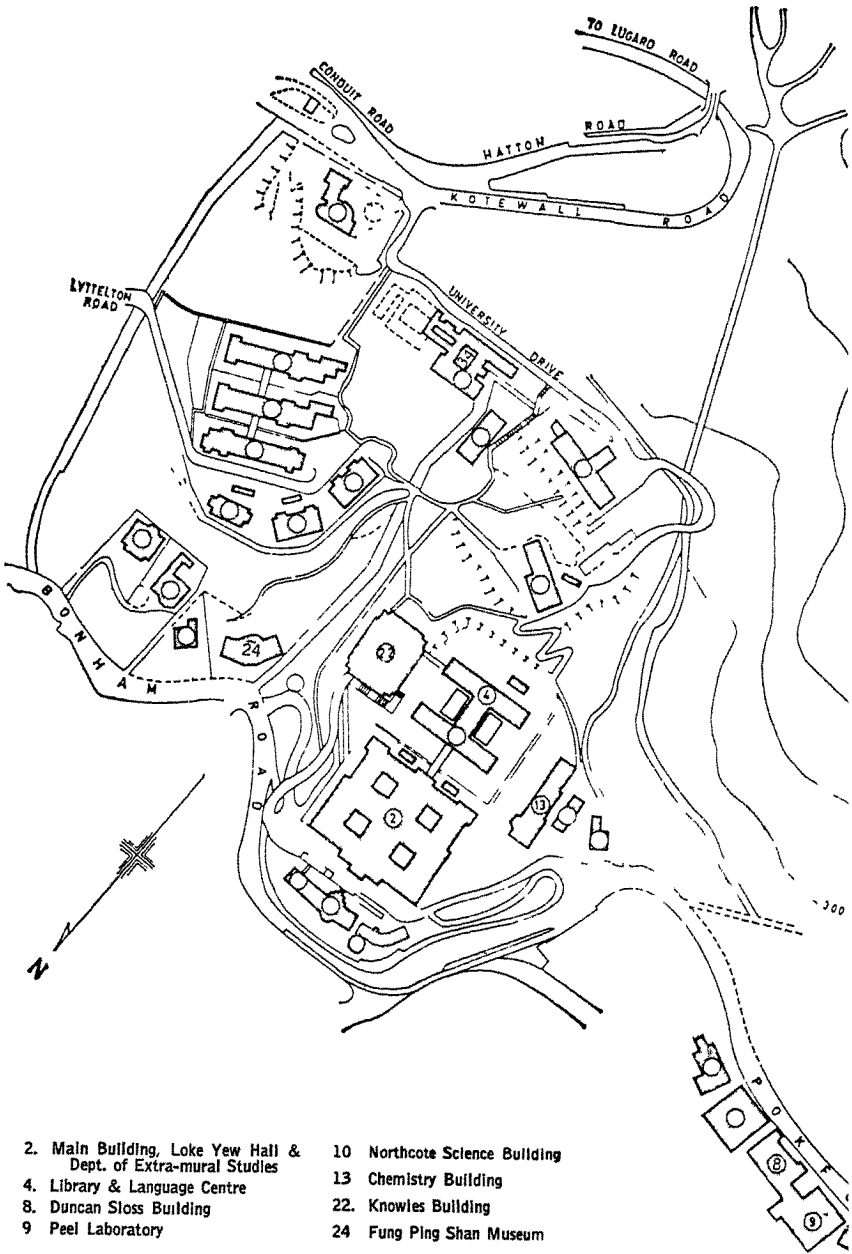 TO LUGARD ROAD
CONDUIT ROAD
HATTON ROAD
KOTEWALL ROAD
LYTTELTON ROAD
UNIVERSITY DRIVE
34
BONHAM ROAD
24
23
4
2
13
300
N
POKF
8
9
2. Main Building, Loke Yew Hall &
Dept. of Extra-mural Studies
4. Library & Language Centre
8. Duncan Sloss Building
9 Peel Laboratory
10 Northcote Science Building
13 Chemistry Building
22. Knowles Building
24 Fung Ping Shan Museum